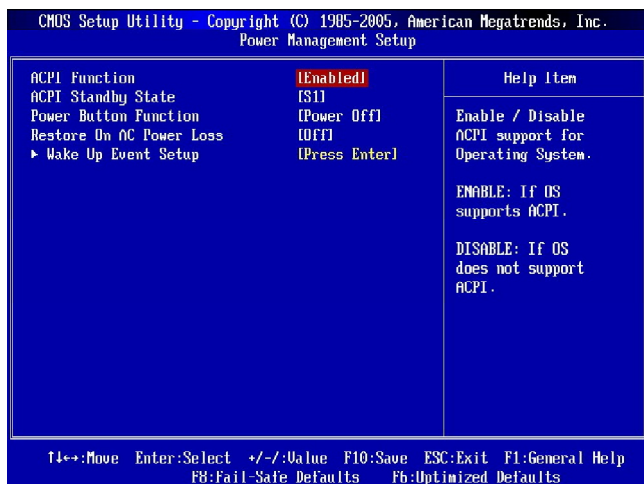 CMOS Setup Utility - Copyright (C) 1985-2005, American Megatrends, Inc.
Power Management Setup
ACPI Function [Enabled]
ACPI Standby State [S1]
Power Button Function [Power Off]
Restore On AC Power Loss [Off]
► Wake Up Event Setup [Press Enter]
Help Item
Enable / Disable
ACPI support for
Operating System.
ENABLE: If OS
supports ACPI.
DISABLE: If OS
does not support
ACPI.
↑↓←→:Move Enter:Select +/-/:Value F10:Save ESC:Exit F1:General Help
F8:Fail-Safe Defaults F6:Optimized Defaults